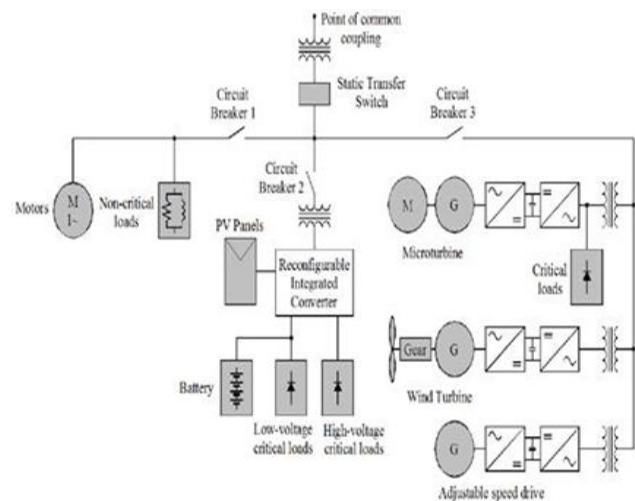 Point of common
coupling
Static Transfer
Switch
Circuit
Breaker 1
Circuit
Breaker 3
Circuit
Breaker 2
Motors
M
1~
Non-critical
loads
PV Panels
Reconfigurable
Integrated
Converter
M
G
Microturbine
Critical
loads
Battery
Low-voltage
critical loads
High-voltage
critical loads
Gear
G
Wind Turbine
G
Adjustable speed drive